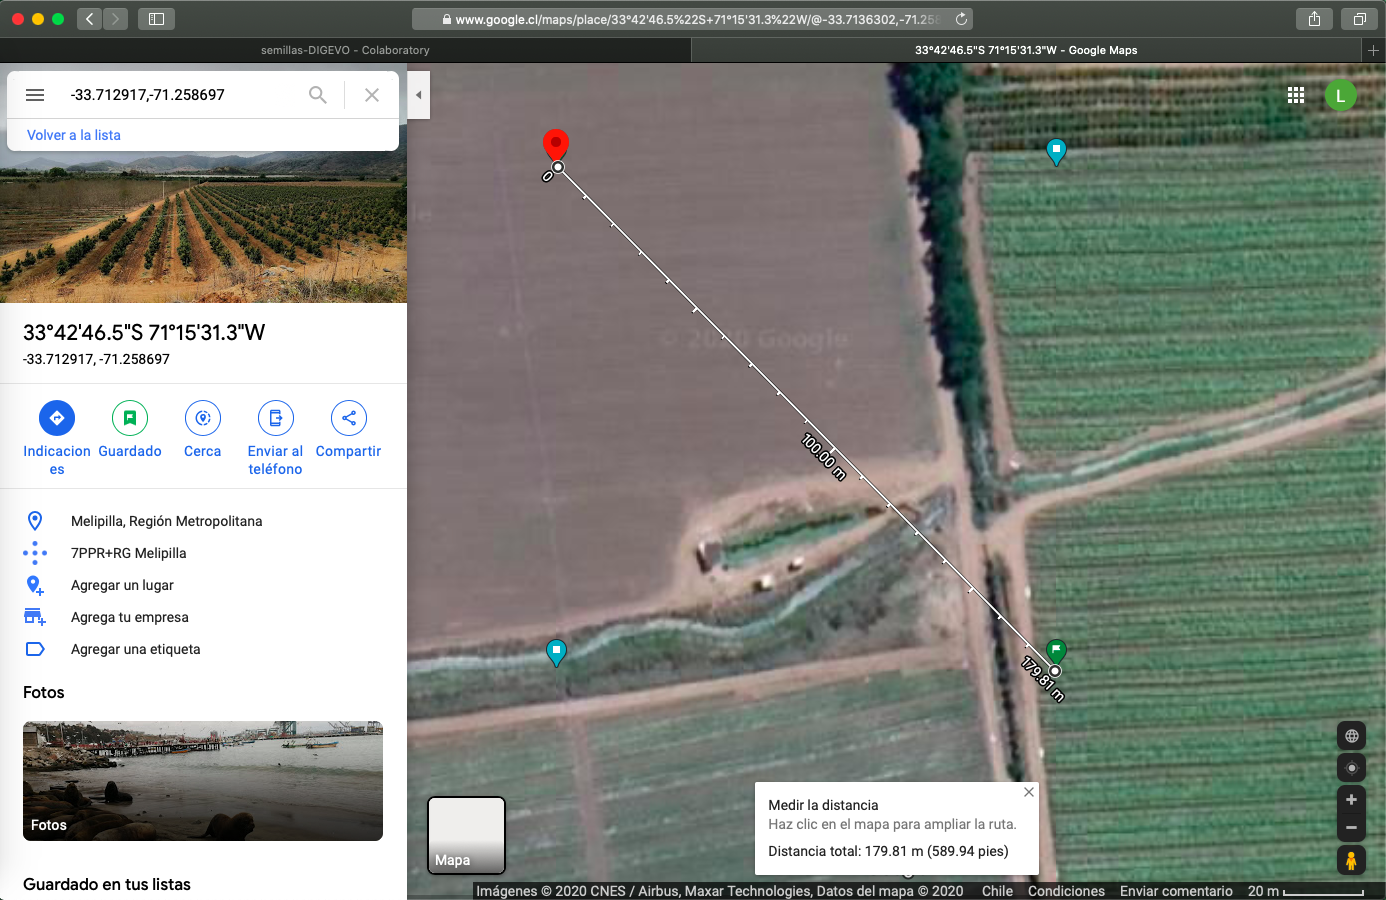 www.google.cl/maps/place/33°42'46.5%22S+71°15'31.3%22W/@-33.7136302,-71.258
semillas-DIGEVO - Colaboratory
33°42'46.5"S 71°15'31.3"W - Google Maps
-33.712917,-71.258697
Volver a la lista
L
33°42'46.5"S 71°15'31.3"W
-33.712917, -71.258697
Indicaciones
Guardado
Cerca
Enviar al teléfono
Compartir
Melipilla, Región Metropolitana
7PPR+RG Melipilla
Agregar un lugar
Agrega tu empresa
Agregar una etiqueta
Fotos
Fotos
Guardado en tus listas
0
© 2020 Google
100.00 m
179.81 m
Mapa
Medir la distancia
Haz clic en el mapa para ampliar la ruta.
Distancia total: 179.81 m (589.94 pies)
Imágenes © 2020 CNES / Airbus, Maxar Technologies, Datos del mapa © 2020 Chile Condiciones Enviar comentario 20 m